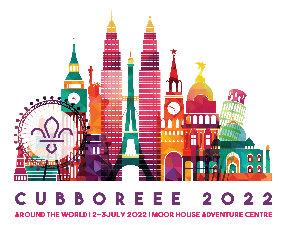 CUBBOREEE 2022
AROUND THE WORLD | 2-3 JULY 2022 | MOOR HOUSE ADVENTURE CENTRE